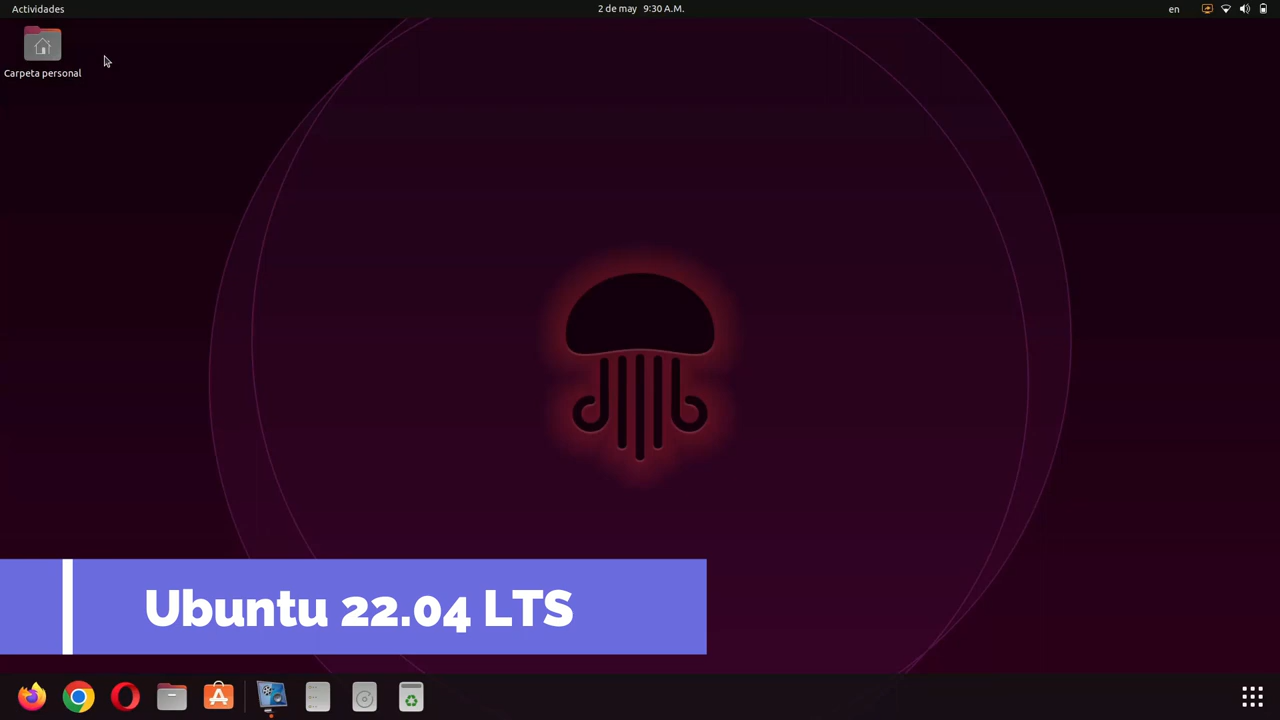 Actividades
2 de may 9:30 A.M.
en
Carpeta personal
Ubuntu 22.04 LTS